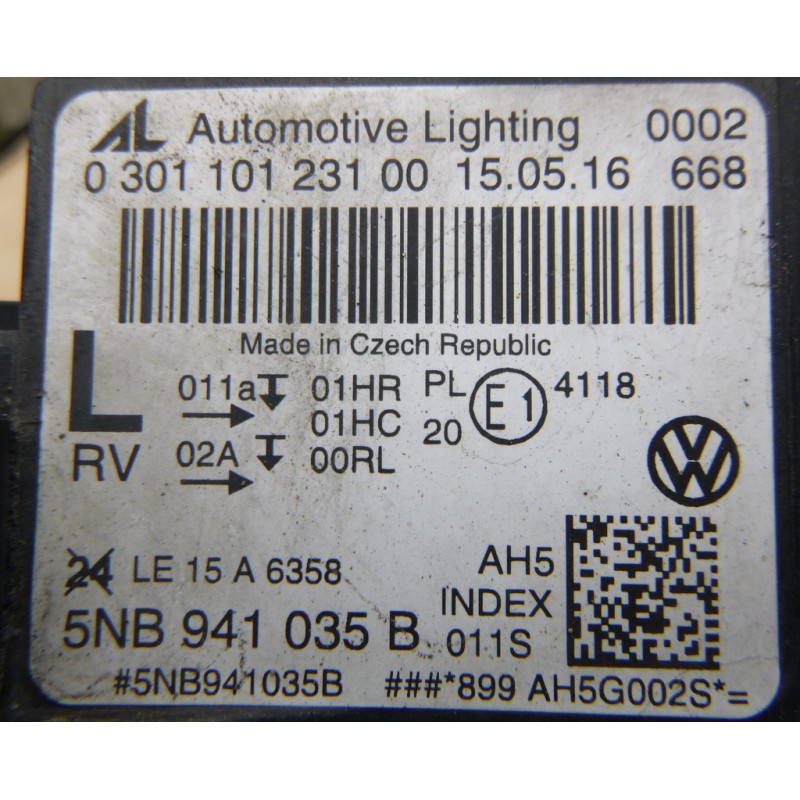 AL Automotive Lighting 0002
0 301 101 231 00 15.05.16 668
Made in Czech Republic
L 011a 01HR PL E1 4118
01HC 20
RV 02A 00RL
VW
24 LE 15 A 6358 AH5
INDEX
5NB 941 035 B 011S
#5NB941035B ###*899 AH5G002S*=